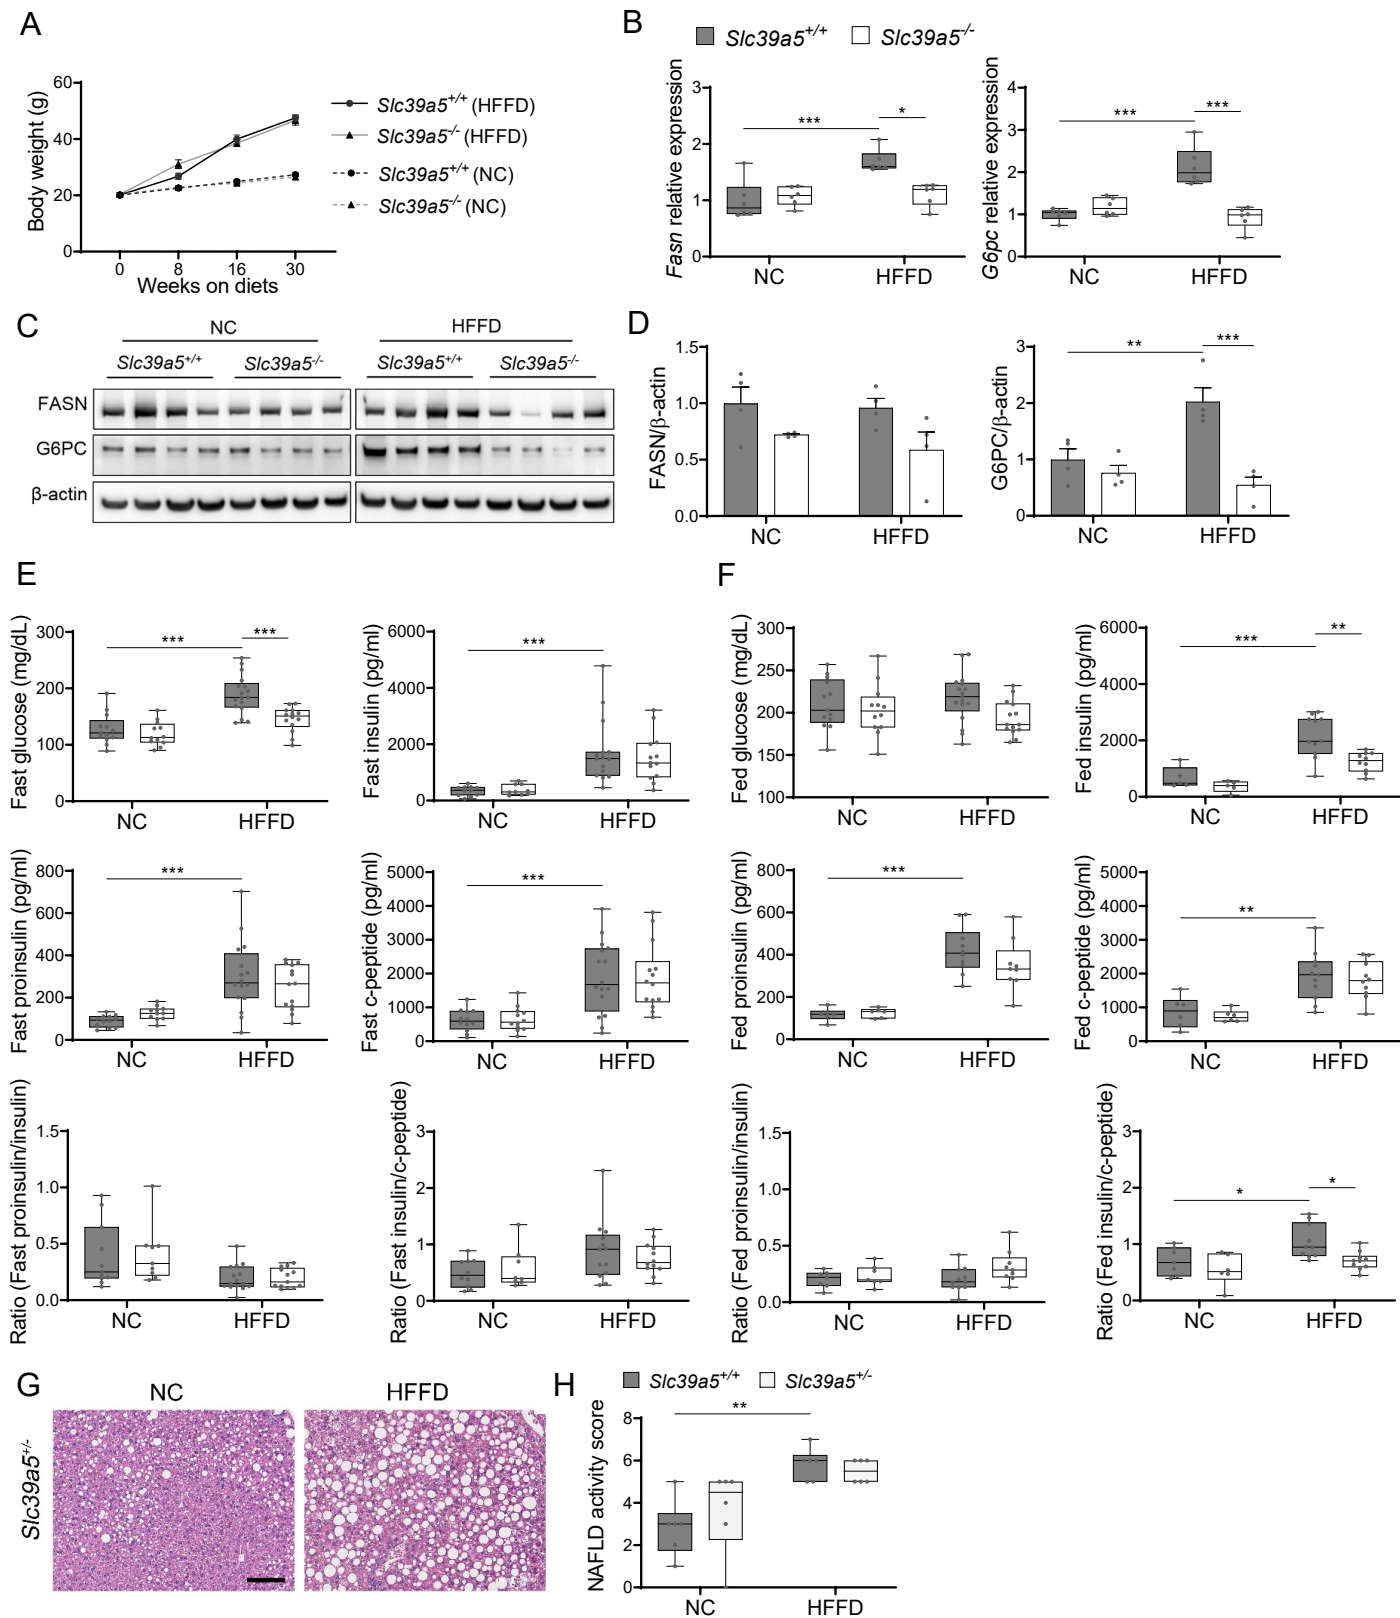 A
Body weight (g)
60
40
20
0
0 8 16 30
Weeks on diets
Slc39a5+/+ (HFFD)
Slc39a5-/- (HFFD)
Slc39a5+/+ (NC)
Slc39a5-/- (NC)
B
Slc39a5+/+ Slc39a5-/-
Fasn relative expression
3
2
1
0
*** *
NC HFFD
G6pc relative expression
4
3
2
1
0
*** ***
NC HFFD
C
NC HFFD
Slc39a5+/+ Slc39a5-/- Slc39a5+/+ Slc39a5-/-
FASN
G6PC
β-actin
D
FASN/β-actin
1.5
1.0
0.5
0.0
NC HFFD
G6PC/β-actin
3
2
1
0
** ***
NC HFFD
E
Fast glucose (mg/dL)
300
200
100
0
*** ***
NC HFFD
Fast insulin (pg/ml)
6000
4000
2000
0
***
NC HFFD
Fast proinsulin (pg/ml)
800
600
400
200
0
***
NC HFFD
Fast c-peptide (pg/ml)
5000
4000
3000
2000
1000
0
***
NC HFFD
Ratio (Fast proinsulin/insulin)
1.5
1.0
0.5
0.0
NC HFFD
Ratio (Fast insulin/c-peptide)
3
2
1
0
NC HFFD
F
Fed glucose (mg/dL)
300
250
200
150
100
NC HFFD
Fed insulin (pg/ml)
6000
4000
2000
0
*** **
NC HFFD
Fed proinsulin (pg/ml)
800
600
400
200
0
***
NC HFFD
Fed c-peptide (pg/ml)
5000
4000
3000
2000
1000
0
**
NC HFFD
Ratio (Fed proinsulin/insulin)
1.5
1.0
0.5
0.0
NC HFFD
Ratio (Fed insulin/c-peptide)
3
2
1
0
* *
NC HFFD
G
NC HFFD
Slc39a5+/-
H
Slc39a5+/+ Slc39a5+/-
NAFLD activity score
8
6
4
2
0
**
NC HFFD